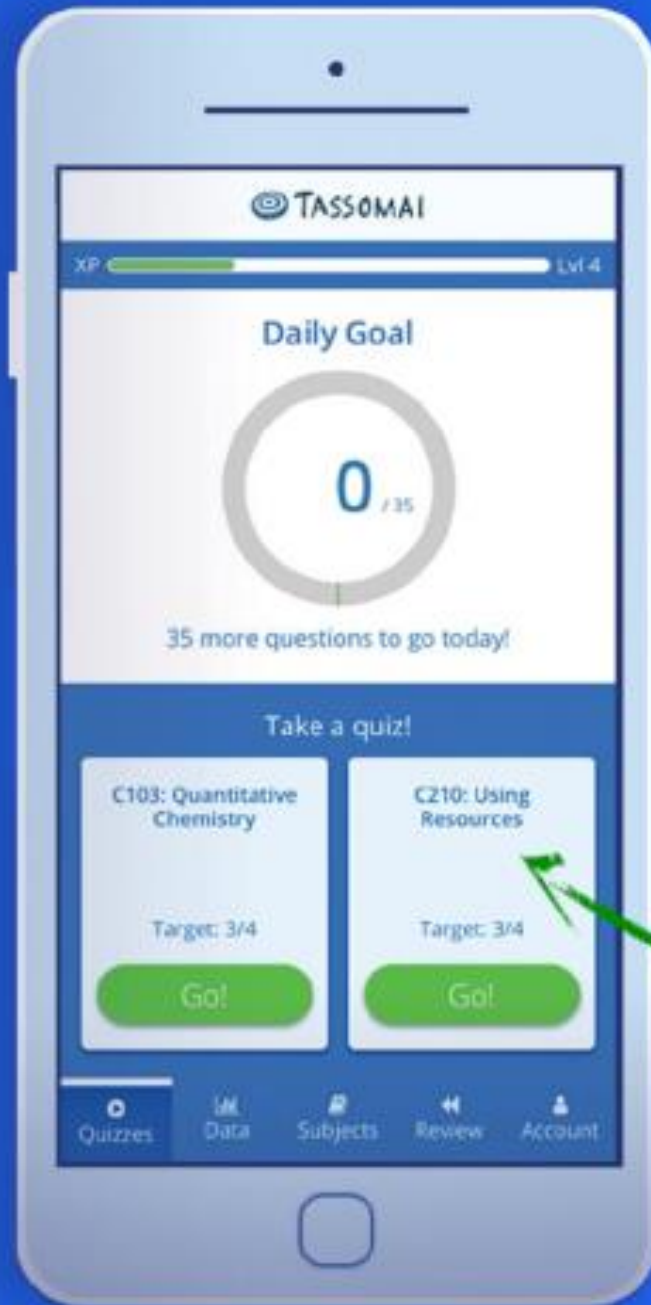 TASSOMAI
XP Lvl 4
Daily Goal
0 / 35
35 more questions to go today!
Take a quiz!
C103: Quantitative
Chemistry
Target: 3/4
Go!
C210: Using
Resources
Target: 3/4
Go!
Quizzes Data Subjects Review Account